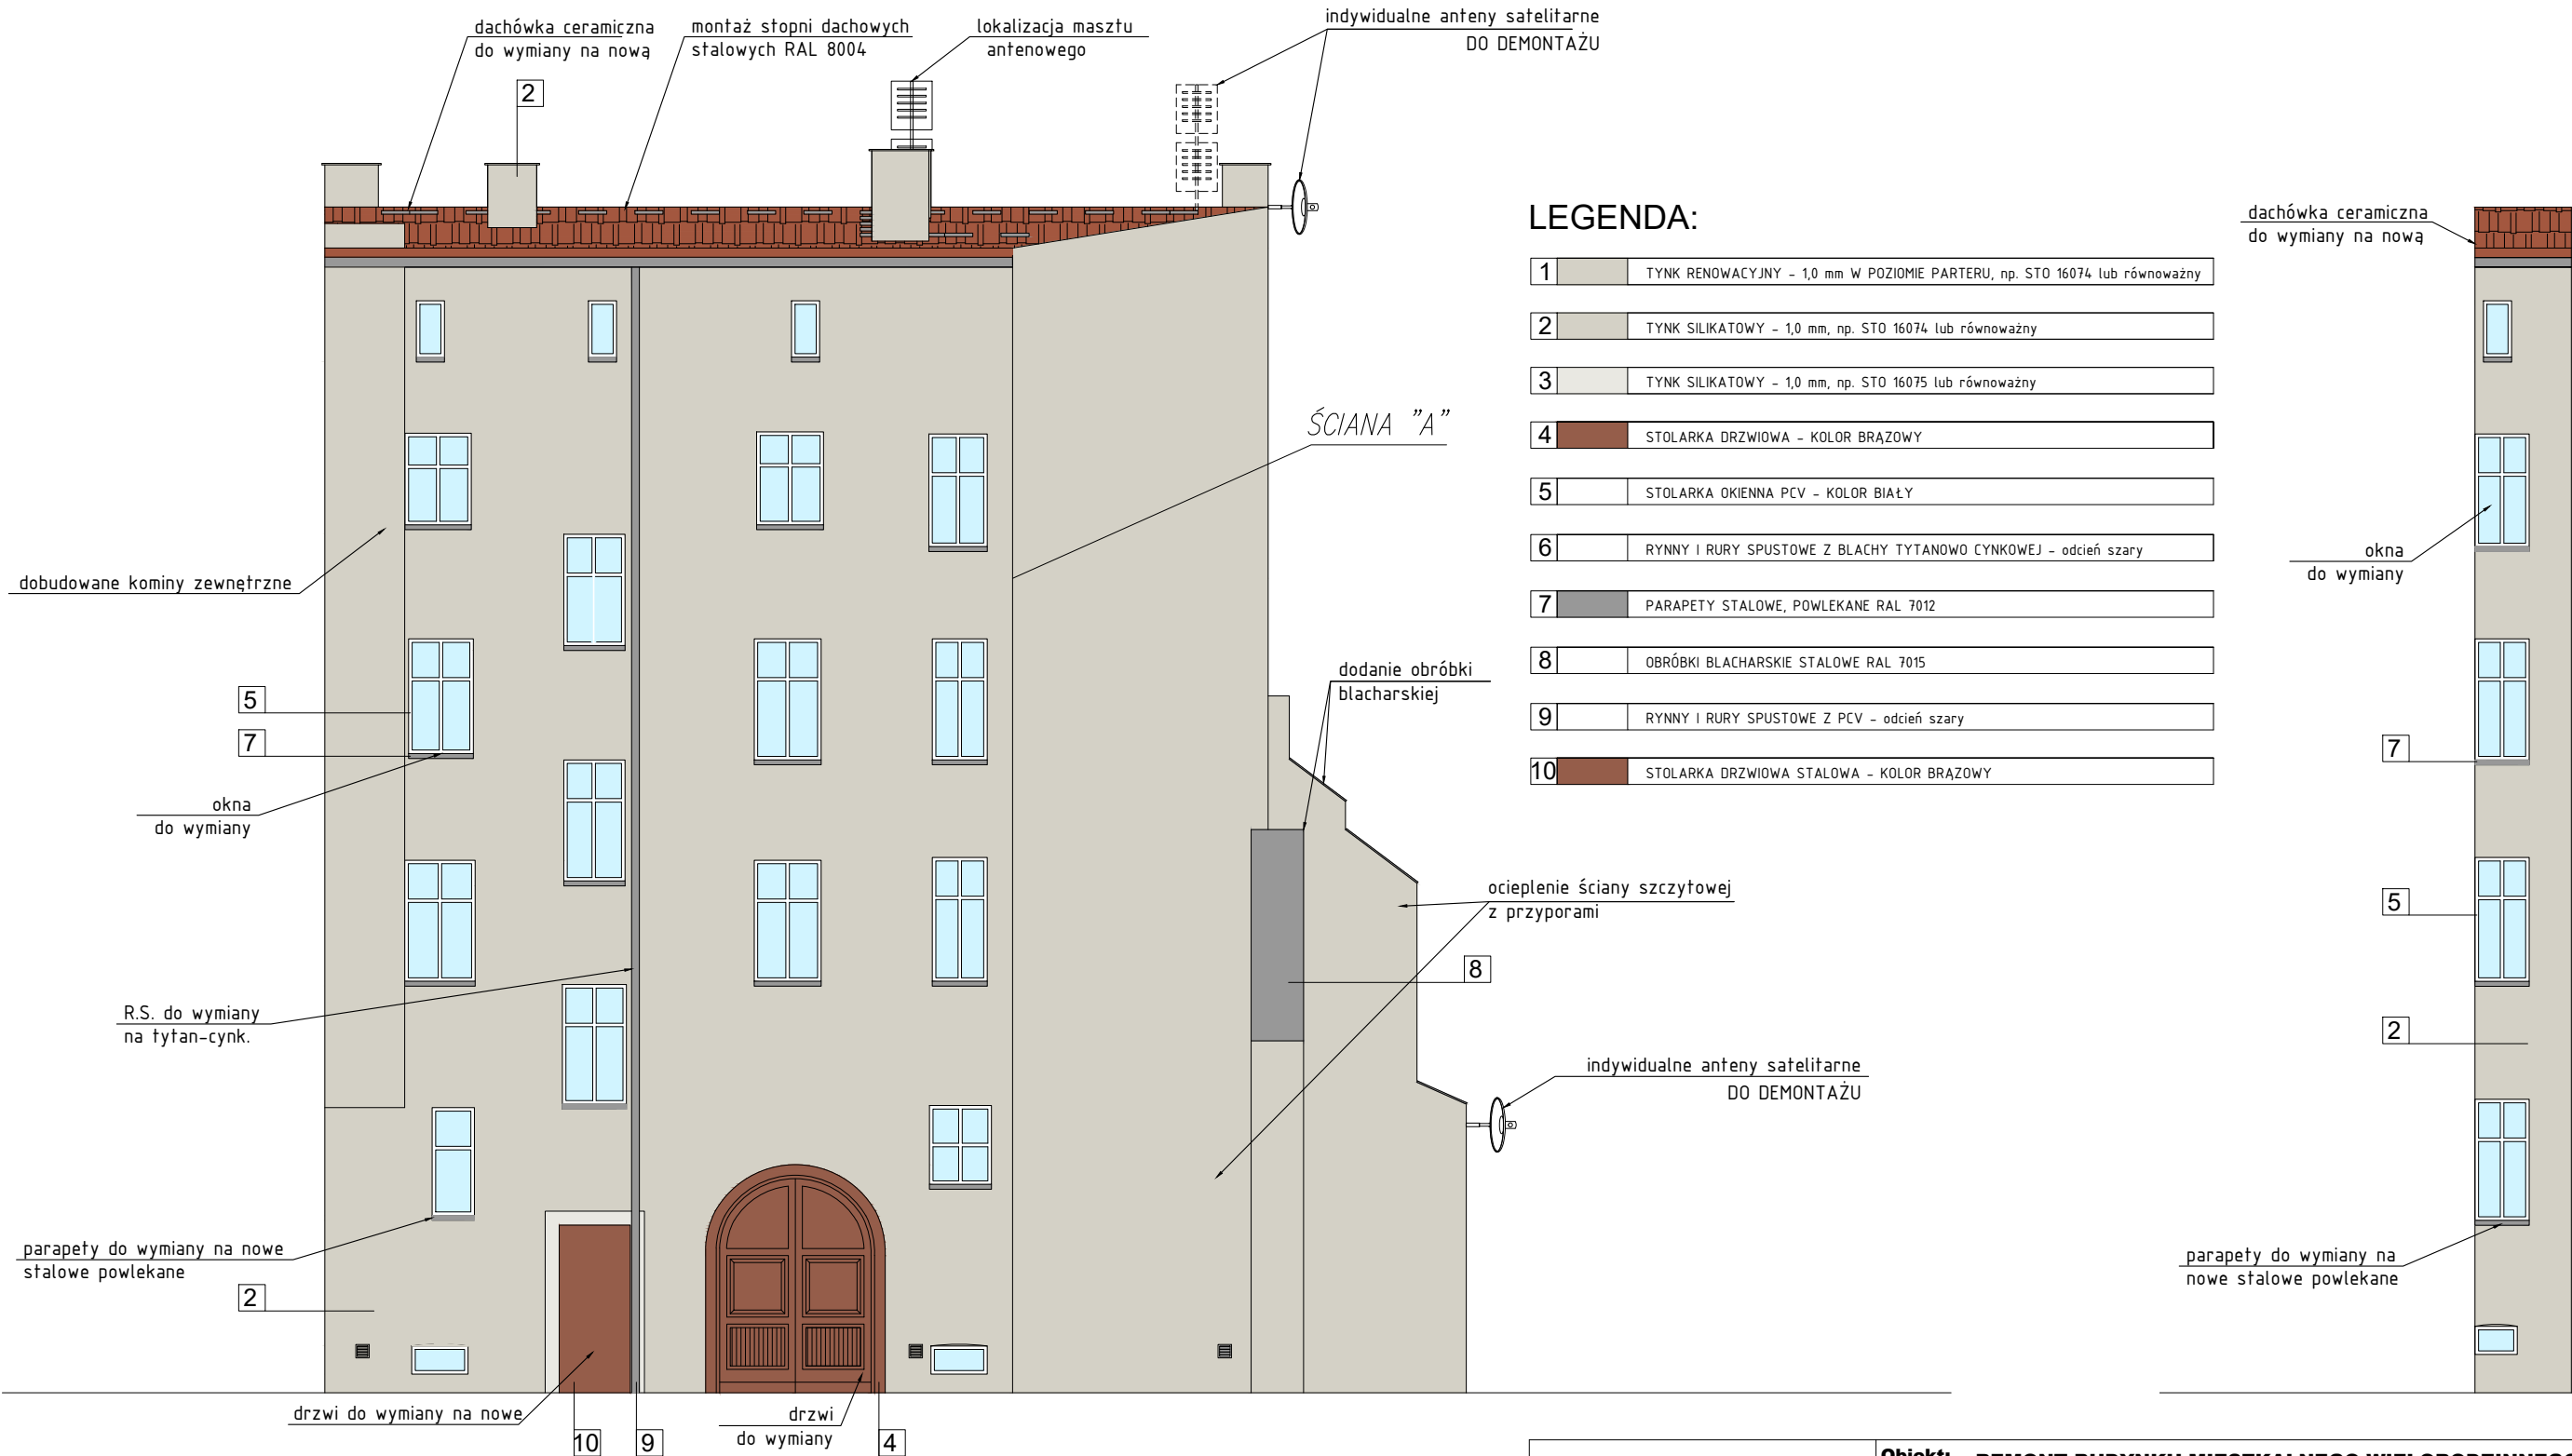 dachówka ceramiczna
do wymiany na nową
montaż stopni dachowych
stalowych RAL 8004
lokalizacja masztu
antenowego
indywidualne anteny satelitarne
DO DEMONTAŻU
2
LEGENDA:
1 TYNK RENOWACYJNY - 1,0 mm W POZIOMIE PARTERU, np. STO 16074 lub równoważny
2 TYNK SILIKATOWY - 1,0 mm, np. STO 16074 lub równoważny
3 TYNK SILIKATOWY - 1,0 mm, np. STO 16075 lub równoważny
4 STOLARKA DRZWIOWA - KOLOR BRĄZOWY
5 STOLARKA OKIENNA PCV - KOLOR BIAŁY
6 RYNNY I RURY SPUSTOWE Z BLACHY TYTANOWO CYNKOWEJ - odcień szary
7 PARAPETY STALOWE, POWLEKANE RAL 7012
8 OBRÓBKI BLACHARSKIE STALOWE RAL 7015
9 RYNNY I RURY SPUSTOWE Z PCV - odcień szary
10 STOLARKA DRZWIOWA STALOWA - KOLOR BRĄZOWY
dachówka ceramiczna
do wymiany na nową
okna
do wymiany
7
5
2
parapety do wymiany na
nowe stalowe powlekane
ŚCIANA "A"
dobudowane kominy zewnętrzne
5
7
okna
do wymiany
dodanie obróbki
blacharskiej
ocieplenie ściany szczytowej
z przyporami
8
R.S. do wymiany
na tytan-cynk.
indywidualne anteny satelitarne
DO DEMONTAŻU
parapety do wymiany na nowe
stalowe powlekane
2
drzwi do wymiany na nowe
10
9
drzwi
do wymiany
4
Obiekt: REMONT BUDYNKU MIESZKALNEGO WIELORODZINNEGO